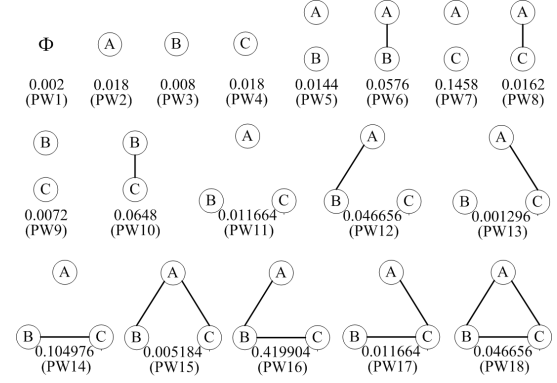 Φ A B C A B A B A C A C
0.002 0.018 0.008 0.018 0.0144 0.0576 0.1458 0.0162
(PW1) (PW2) (PW3) (PW4) (PW5) (PW6) (PW7) (PW8)
B C B C A B C A B C A B C
0.0072 0.0648 0.011664 0.046656 0.001296
(PW9) (PW10) (PW11) (PW12) (PW13)
A B C A B C A B C A B C A B C
0.104976 0.005184 0.419904 0.011664 0.046656
(PW14) (PW15) (PW16) (PW17) (PW18)